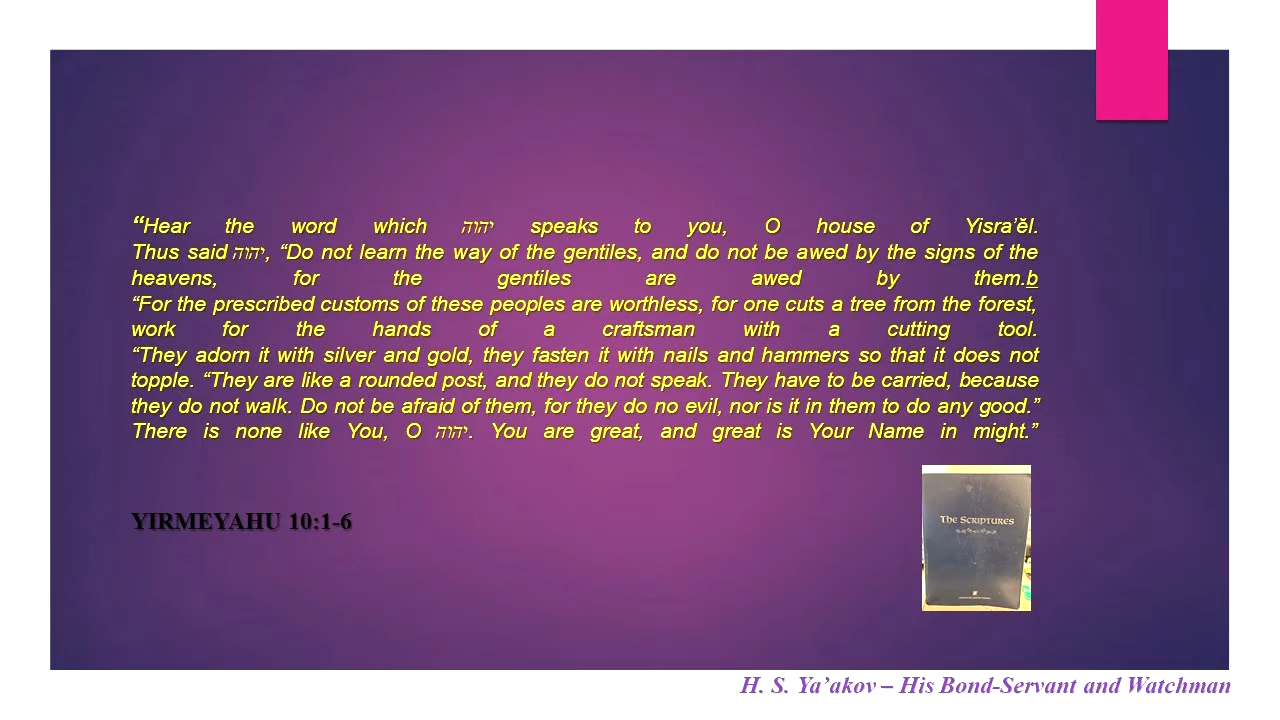 “Hear the word which יהוה speaks to you, O house of Yisra’ĕl.
Thus said יהוה, “Do not learn the way of the gentiles, and do not be awed by the signs of the
heavens, for the gentiles are awed by them.b
“For the prescribed customs of these peoples are worthless, for one cuts a tree from the forest,
work for the hands of a craftsman with a cutting tool.
“They adorn it with silver and gold, they fasten it with nails and hammers so that it does not
topple. “They are like a rounded post, and they do not speak. They have to be carried, because
they do not walk. Do not be afraid of them, for they do no evil, nor is it in them to do any good.”
There is none like You, O יהוה. You are great, and great is Your Name in might.”
YIRMEYAHU 10:1-6
The Scriptures
H. S. Ya’akov – His Bond-Servant and Watchman